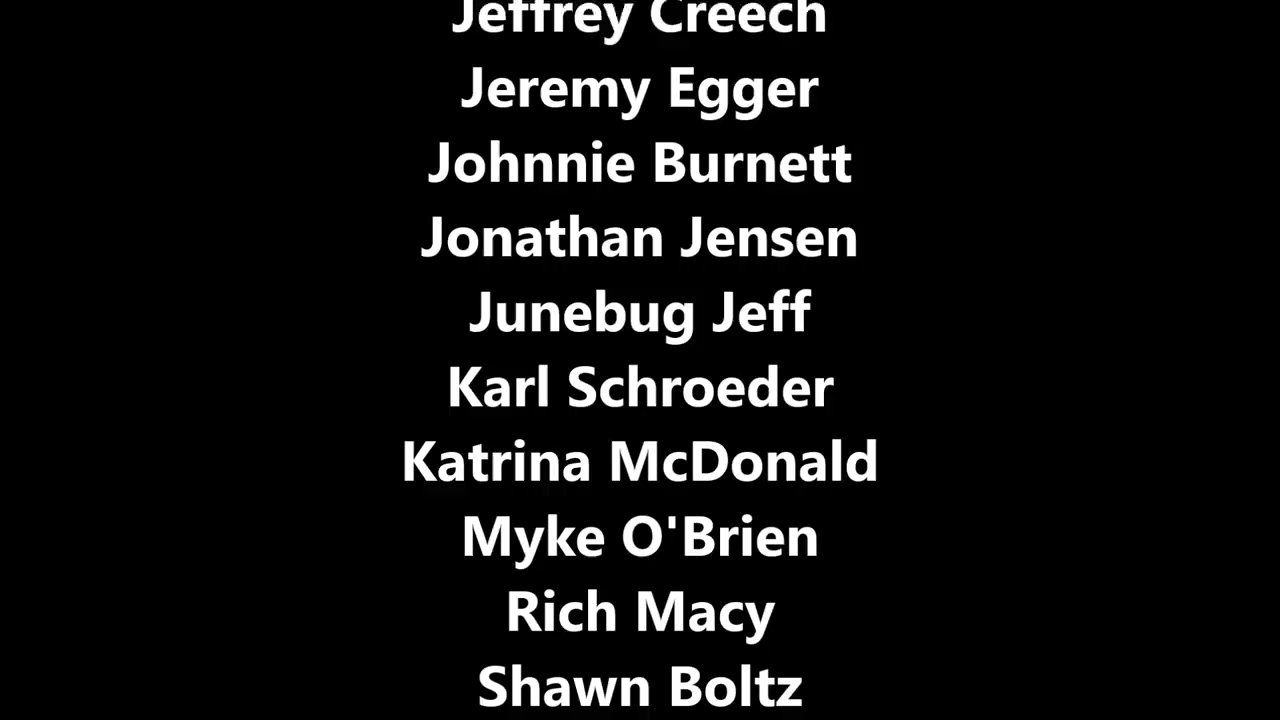 Jeffrey Creech
Jeremy Egger
Johnnie Burnett
Jonathan Jensen
Junebug Jeff
Karl Schroeder
Katrina McDonald
Myke O'Brien
Rich Macy
Shawn Boltz